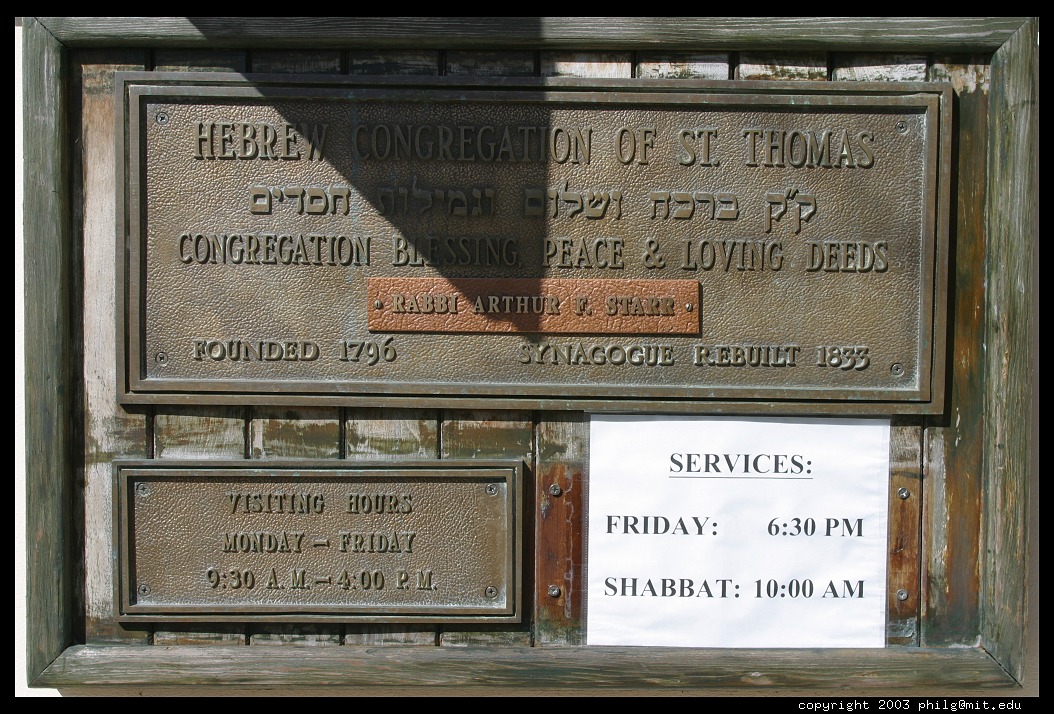 HEBREW CONGREGATION OF ST. THOMAS
ק"ק ברכה ושלום וגמילות חסדים
CONGREGATION BLESSING, PEACE & LOVING DEEDS
RABBI ARTHUR F. STARR
FOUNDED 1796 SYNAGOGUE REBUILT 1833
VISITING HOURS
MONDAY – FRIDAY
9:30 A.M. – 4:00 P.M.
SERVICES:
FRIDAY: 6:30 PM
SHABBAT: 10:00 AM
copyright 2003 philg@mit.edu